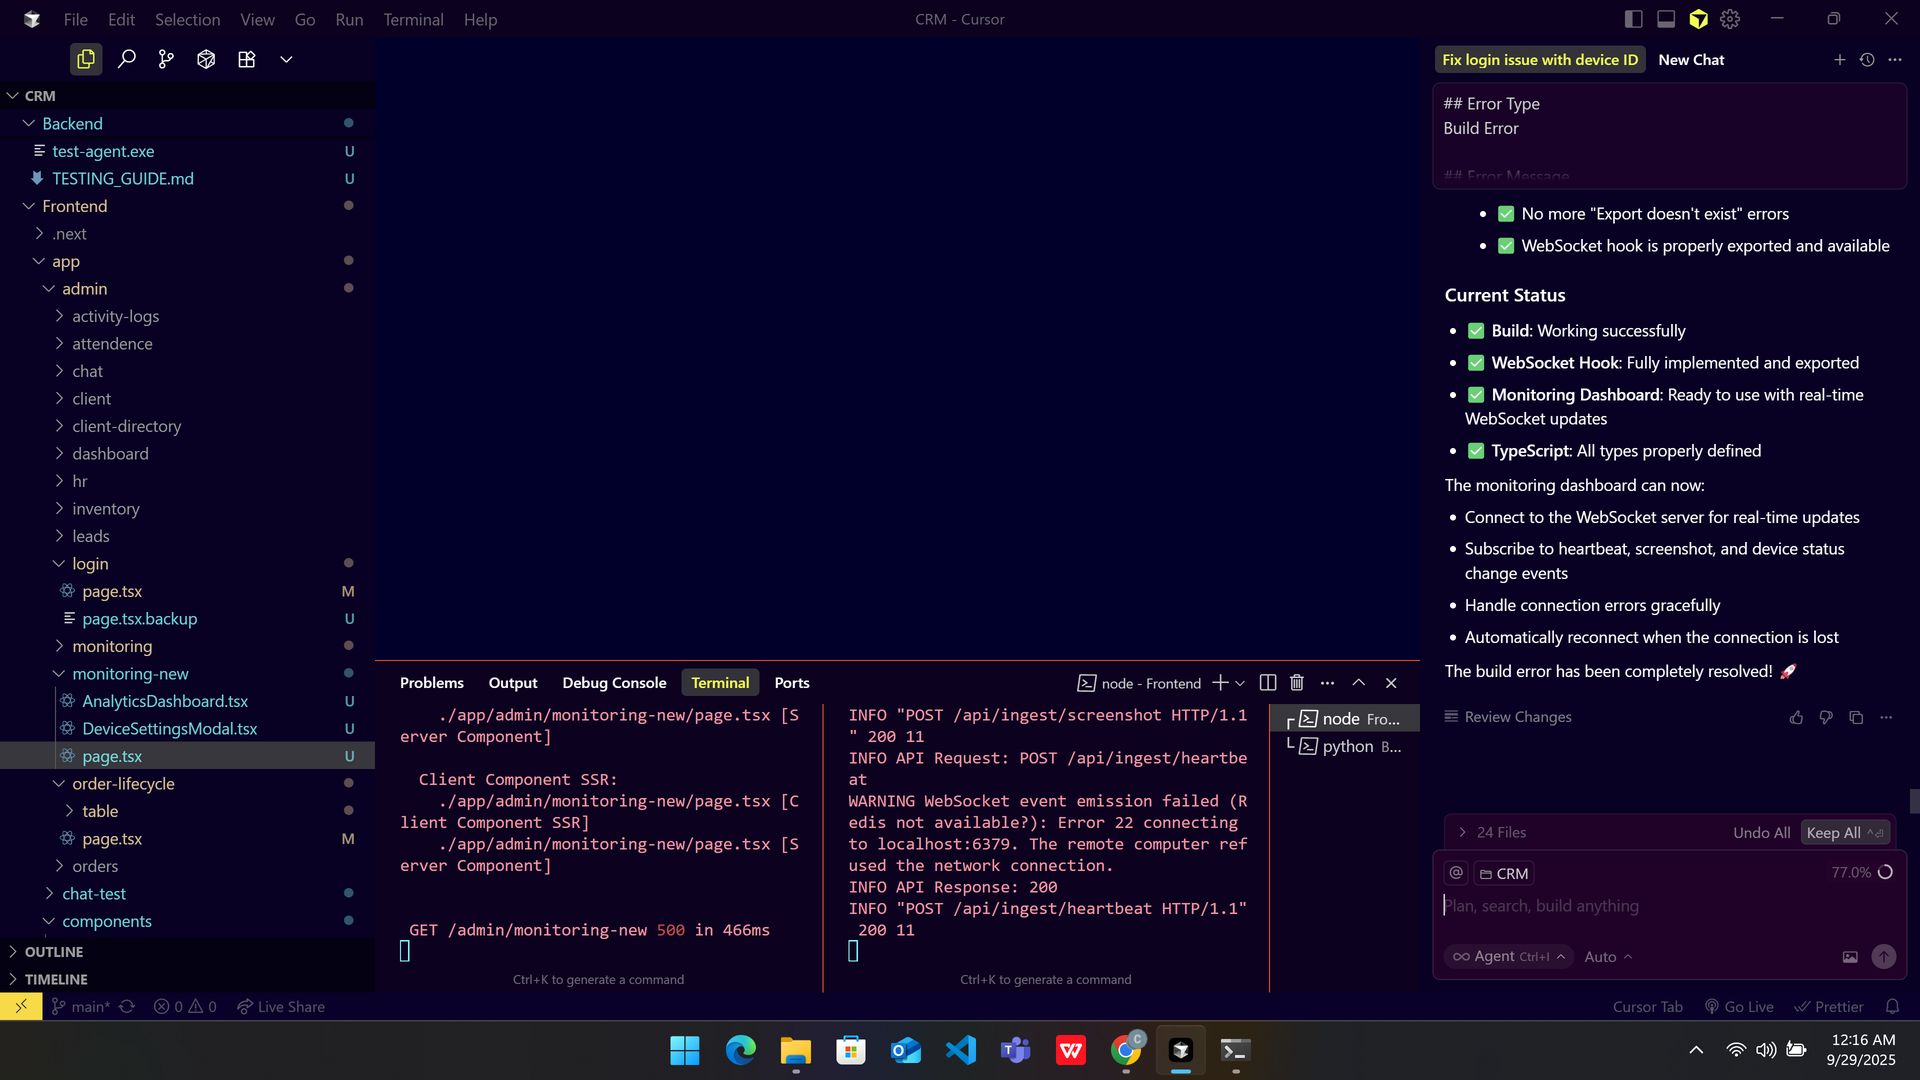 File Edit Selection View Go Run Terminal Help
CRM - Cursor
CRM
Backend
test-agent.exe U
TESTING_GUIDE.md U
Frontend
.next
app
admin
activity-logs
attendence
chat
client
client-directory
dashboard
hr
inventory
leads
login
page.tsx M
page.tsx.backup U
monitoring
monitoring-new
AnalyticsDashboard.tsx U
DeviceSettingsModal.tsx U
page.tsx U
order-lifecycle
table
page.tsx M
orders
chat-test
components
OUTLINE
TIMELINE
Problems Output Debug Console Terminal Ports
node - Frontend
./app/admin/monitoring-new/page.tsx [S
erver Component]
Client Component SSR:
./app/admin/monitoring-new/page.tsx [C
lient Component SSR]
./app/admin/monitoring-new/page.tsx [S
erver Component]
GET /admin/monitoring-new 500 in 466ms
Ctrl+K to generate a command
INFO "POST /api/ingest/screenshot HTTP/1.1
" 200 11
INFO API Request: POST /api/ingest/heartbe
at
WARNING WebSocket event emission failed (R
edis not available?): Error 22 connecting
to localhost:6379. The remote computer ref
used the network connection.
INFO API Response: 200
INFO "POST /api/ingest/heartbeat HTTP/1.1"
200 11
Ctrl+K to generate a command
node Fro...
python B...
Fix login issue with device ID New Chat
## Error Type
Build Error
## Error Message
No more "Export doesn't exist" errors
WebSocket hook is properly exported and available
Current Status
Build: Working successfully
WebSocket Hook: Fully implemented and exported
Monitoring Dashboard: Ready to use with real-time
WebSocket updates
TypeScript: All types properly defined
The monitoring dashboard can now:
Connect to the WebSocket server for real-time updates
Subscribe to heartbeat, screenshot, and device status
change events
Handle connection errors gracefully
Automatically reconnect when the connection is lost
The build error has been completely resolved! 🚀
Review Changes
24 Files Undo All Keep All
@ CRM 77.0%
Plan, search, build anything
Agent Ctrl+I Auto
main* 0 0 Live Share
Cursor Tab Go Live Prettier
12:16 AM
9/29/2025